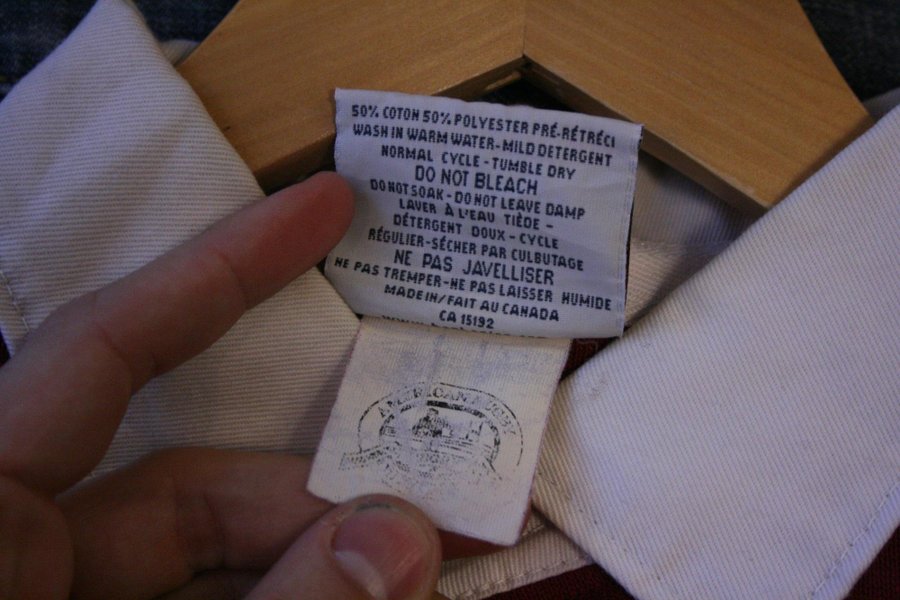 50% COTON 50% POLYESTER PRÉ-RÉTRÉCI
WASH IN WARM WATER-MILD DETERGENT
NORMAL CYCLE - TUMBLE DRY
DO NOT BLEACH
DO NOT SOAK - DO NOT LEAVE DAMP
LAVER À L'EAU TIÈDE -
DÉTERGENT DOUX - CYCLE
RÉGULIER-SÉCHER PAR CULBUTAGE
NE PAS JAVELLISER
NE PAS TREMPER-NE PAS LAISSER HUMIDE
MADE IN/FAIT AU CANADA
CA 15192
AMERICAN RUGBY